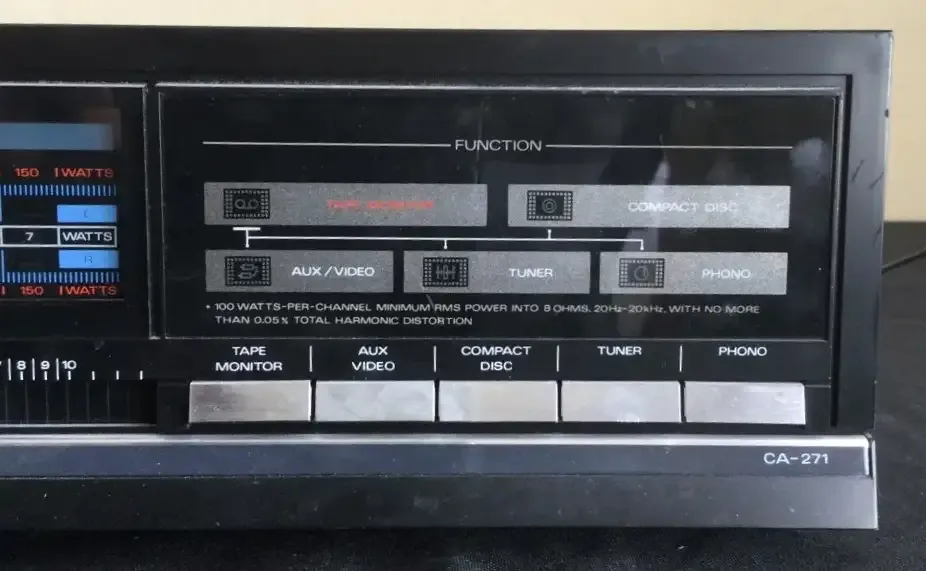 FUNCTION
TAPE MONITOR
COMPACT DISC
150 WATTS
L
7 WATTS
R
150 WATTS
AUX/VIDEO
TUNER
PHONO
• 100 WATTS-PER-CHANNEL MINIMUM RMS POWER INTO 8 OHMS, 20Hz-20kHz, WITH NO MORE
THAN 0.05% TOTAL HARMONIC DISTORTION
TAPE
MONITOR
AUX
VIDEO
COMPACT
DISC
TUNER
PHONO
8 9 10
CA-271